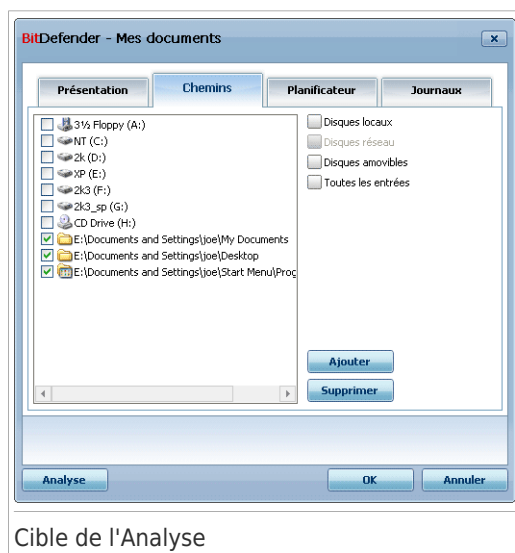 BitDefender - Mes documents
Présentation Chemins Planificateur Journaux
3½ Floppy (A:)
NT (C:)
2k (D:)
XP (E:)
2k3 (F:)
2k3_sp (G:)
CD Drive (H:)
E:\Documents and Settings\joe\My Documents
E:\Documents and Settings\joe\Desktop
E:\Documents and Settings\joe\Start Menu\Prog
Disques locaux
Disques réseau
Disques amovibles
Toutes les entrées
Ajouter
Supprimer
Analyse OK Annuler
Cible de l'Analyse